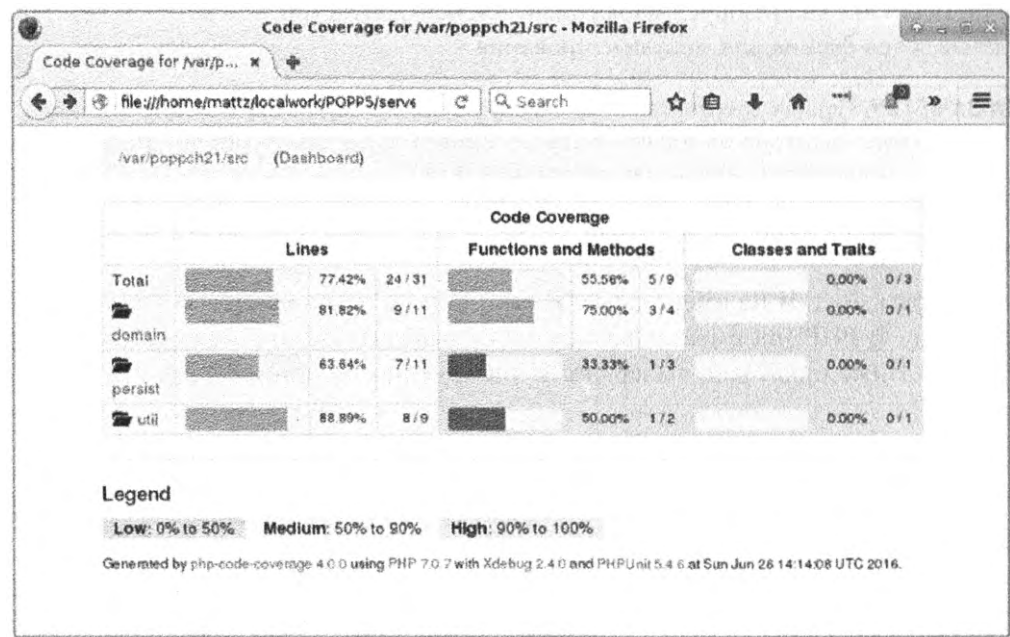 Code Coverage for /var/poppch21/src - Mozilla Firefox
Code Coverage for /var/p...
file:///home/mattz/localwork/POPP5/serve
Search
/var/poppch21/src (Dashboard)
Code Coverage
Lines Functions and Methods Classes and Traits
Total 77.42% 24 / 31 55.56% 5 / 9 0.00% 0 / 3
81.82% 9 / 11 75.00% 3 / 4 0.00% 0 / 1
domain
63.64% 7 / 11 33.33% 1 / 3 0.00% 0 / 1
persist
util 88.89% 8 / 9 50.00% 1 / 2 0.00% 0 / 1
Legend
Low: 0% to 50% Medium: 50% to 90% High: 90% to 100%
Generated by php-code-coverage 4.0.0 using PHP 7.0.7 with Xdebug 2.4.0 and PHPUnit 5.4.6 at Sun Jun 26 14:14:08 UTC 2016.